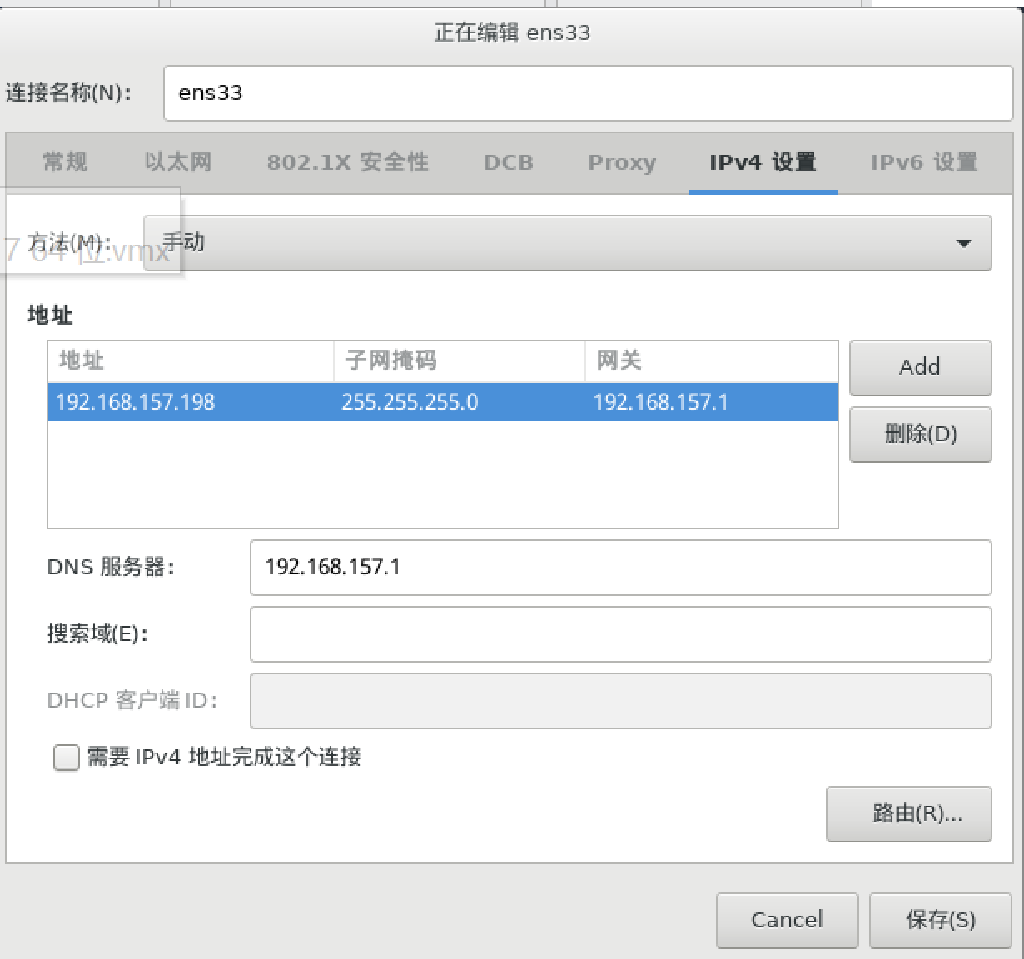 正在编辑 ens33
连接名称(N): ens33
常规 以太网 802.1X 安全性 DCB Proxy IPv4 设置 IPv6 设置
方法(M): 手动
7 64 位.vmx
地址
地址 子网掩码 网关
192.168.157.198 255.255.255.0 192.168.157.1
Add
删除(D)
DNS 服务器: 192.168.157.1
搜索域(E):
DHCP 客户端 ID:
需要 IPv4 地址完成这个连接
路由(R)...
Cancel 保存(S)